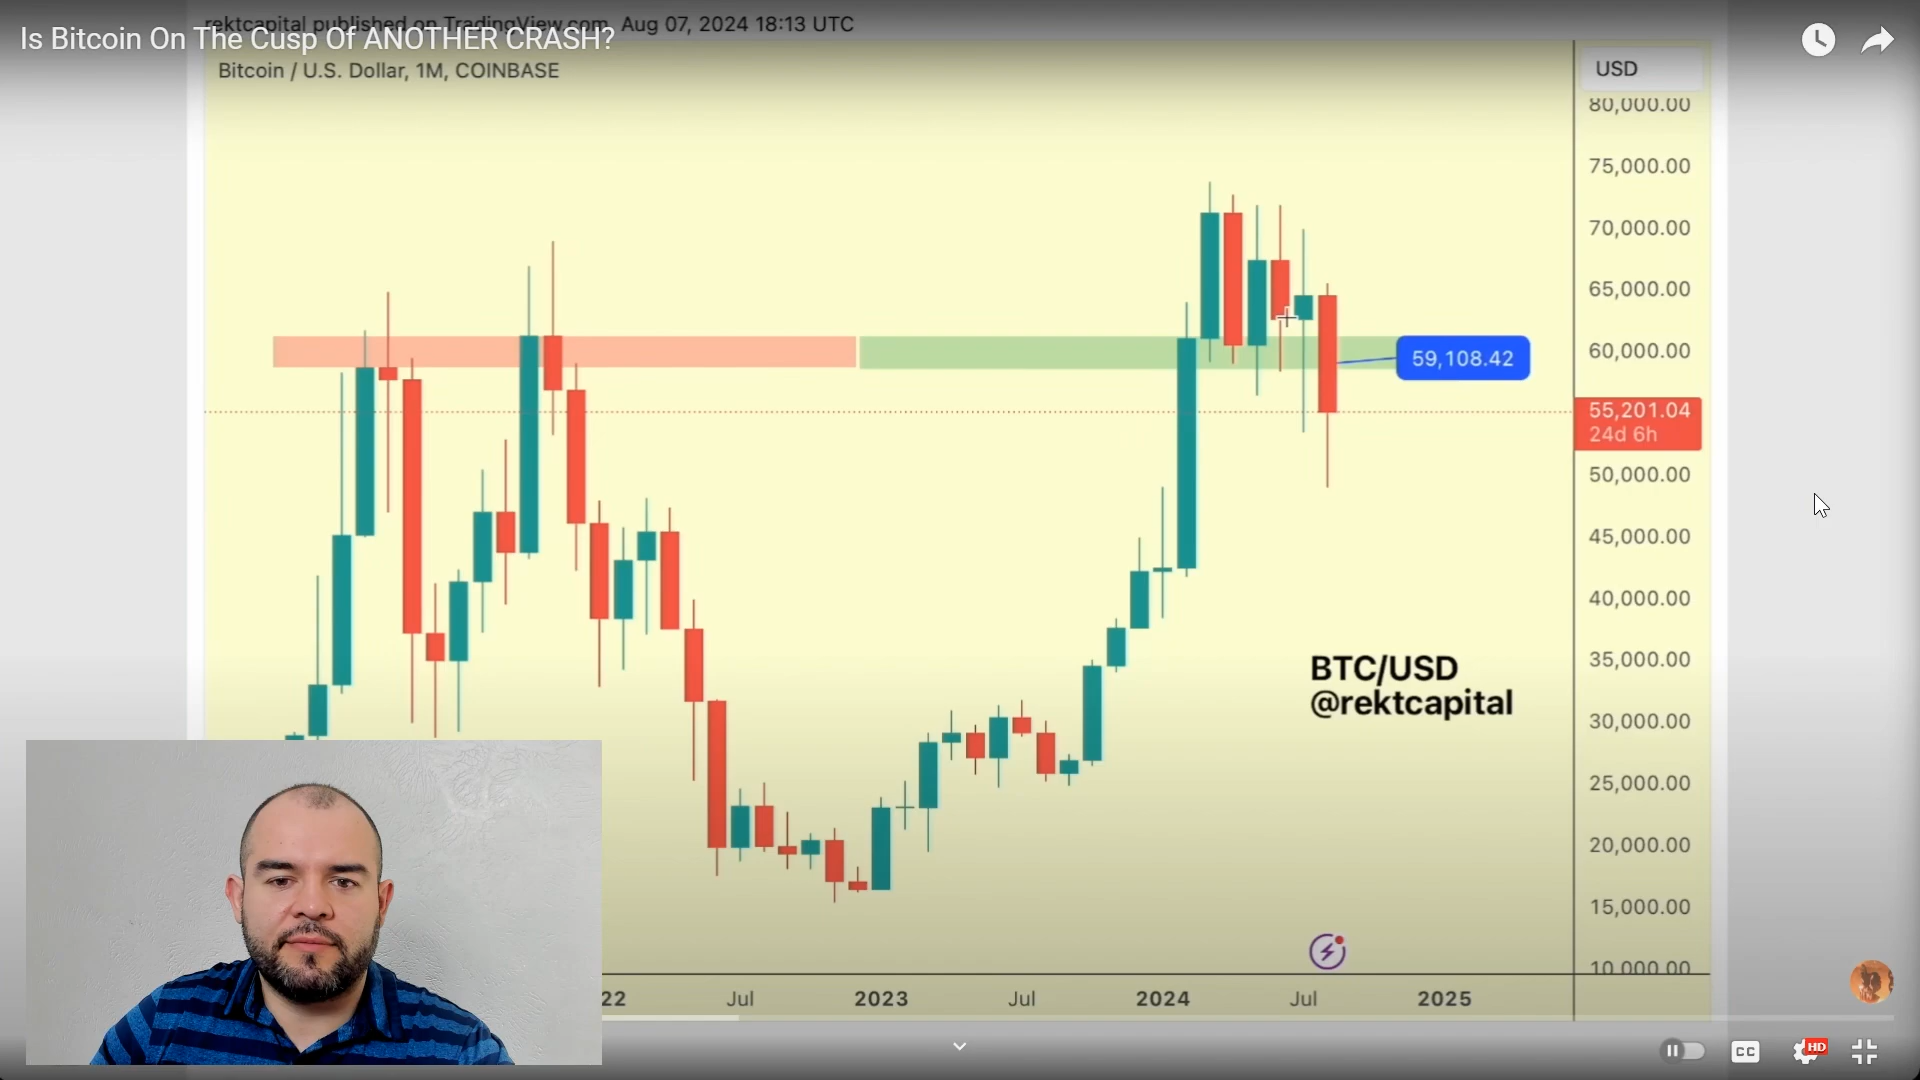 rektcapital published on TradingView.com, Aug 07, 2024 18:13 UTC
Is Bitcoin On The Cusp Of ANOTHER CRASH?
Bitcoin / U.S. Dollar, 1M, COINBASE
USD
80,000.00
75,000.00
70,000.00
65,000.00
60,000.00
59,108.42
55,201.04
24d 6h
50,000.00
45,000.00
40,000.00
35,000.00
BTC/USD
@rektcapital
30,000.00
25,000.00
20,000.00
15,000.00
10,000.00
22 Jul 2023 Jul 2024 Jul 2025
CC HD